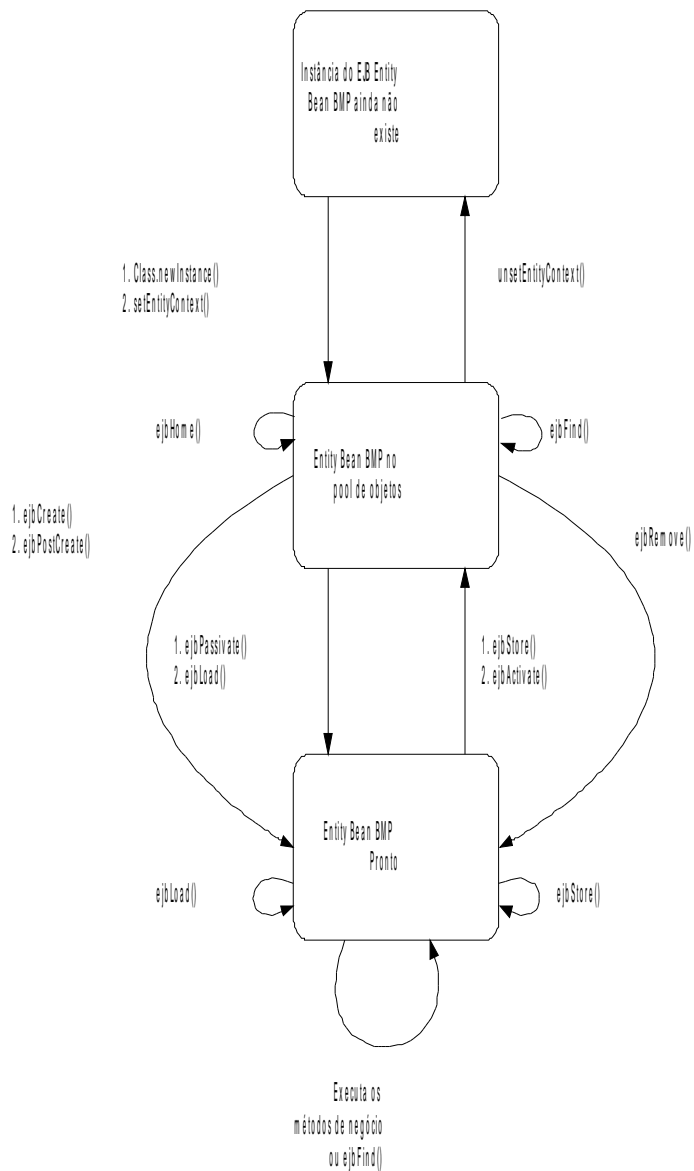 Instância do EJB Entity
Bean BMP ainda não
existe
1. Class.newInstance()
2. setEntityContext()
unsetEntityContext()
ejbHome()
ejbFind()
Entity Bean BMP no
pool de objetos
1. ejbCreate()
2. ejbPostCreate()
ejbRemove()
1. ejbPassivate()
2. ejbLoad()
1. ejbStore()
2. ejbActivate()
Entity Bean BMP
Pronto
ejbLoad()
ejbStore()
Executa os
métodos de negócio
ou ejbFind()